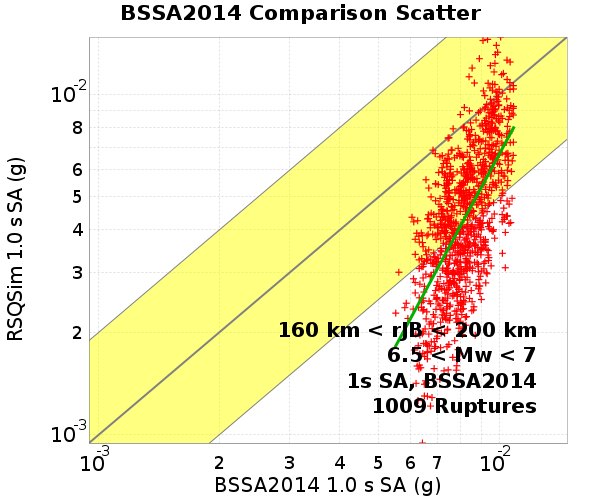 BSSA2014 Comparison Scatter
RSQSim 1.0 s SA (g)
10-2
8
6
5
4
3
2
10-3
160 km < rJB < 200 km
6.5 < Mw < 7
1s SA, BSSA2014
1009 Ruptures
10-3 2 3 4 5 6 7 10-2
BSSA2014 1.0 s SA (g)